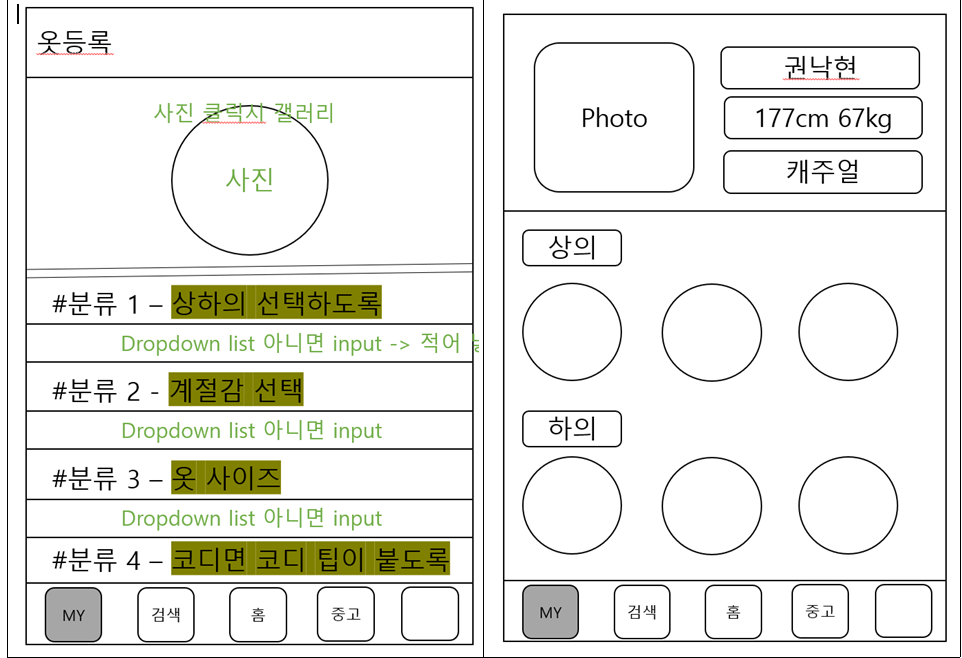 옷등록
사진 클릭시 갤러리
사진
#분류 1 – 상하의 선택하도록
Dropdown list 아니면 input -> 적어
#분류 2 - 계절감 선택
Dropdown list 아니면 input
#분류 3 – 옷 사이즈
Dropdown list 아니면 input
#분류 4 – 코디면 코디 팁이 붙도록
MY 검색 홈 중고
Photo
권낙현
177cm 67kg
캐주얼
상의
하의
MY 검색 홈 중고